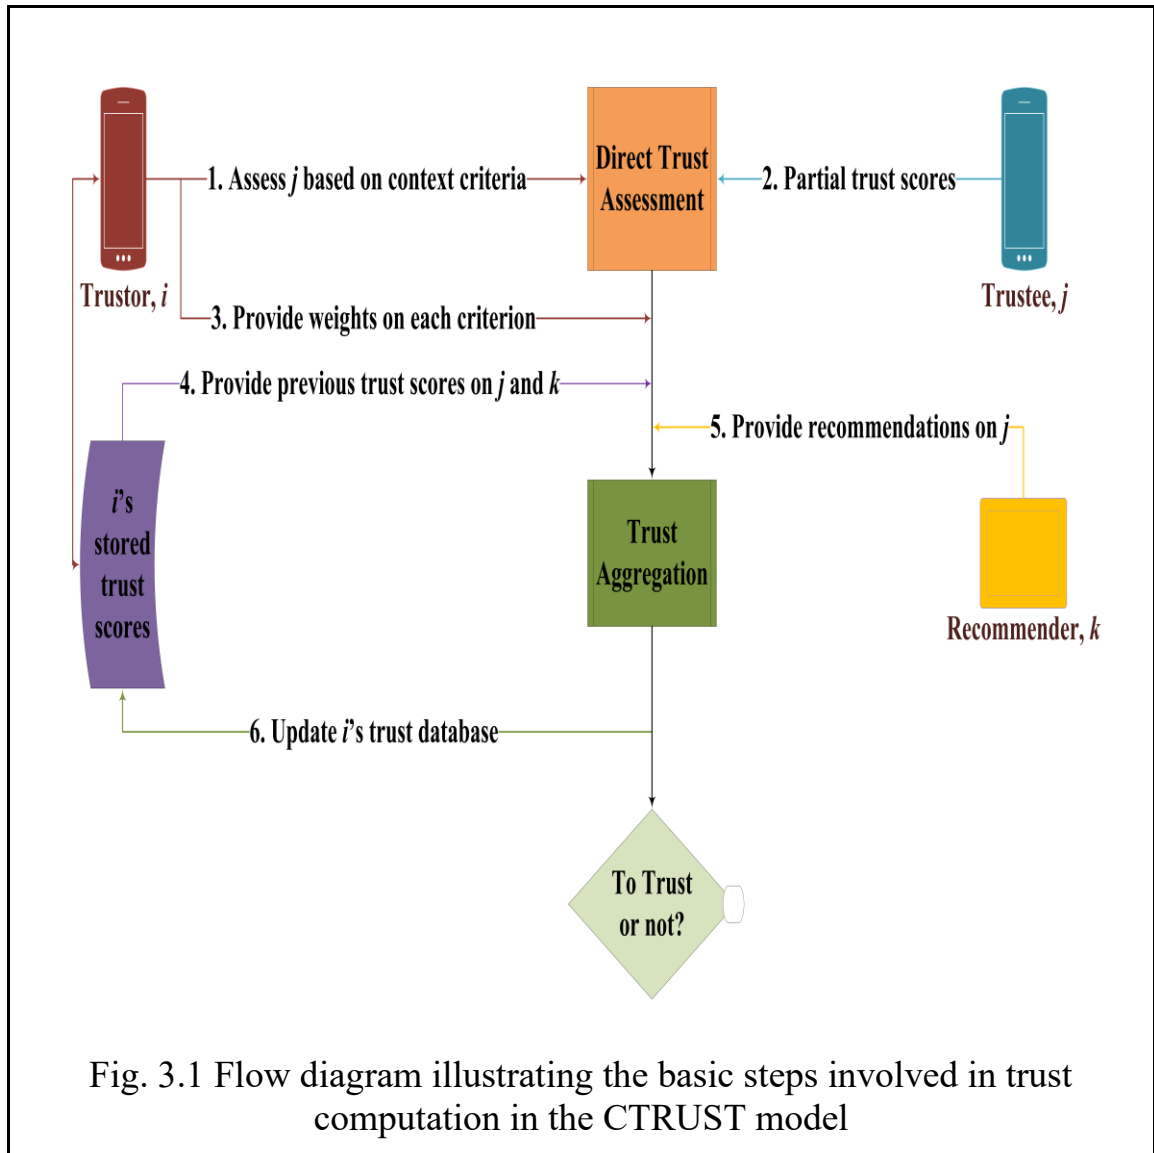 1. Assess j based on context criteria
Direct Trust
Assessment
2. Partial trust scores
Trustor, i
Trustee, j
3. Provide weights on each criterion
4. Provide previous trust scores on j and k
5. Provide recommendations on j
i's
stored
trust
scores
Trust
Aggregation
Recommender, k
6. Update i's trust database
To Trust
or not?
Fig. 3.1 Flow diagram illustrating the basic steps involved in trust
computation in the CTRUST model